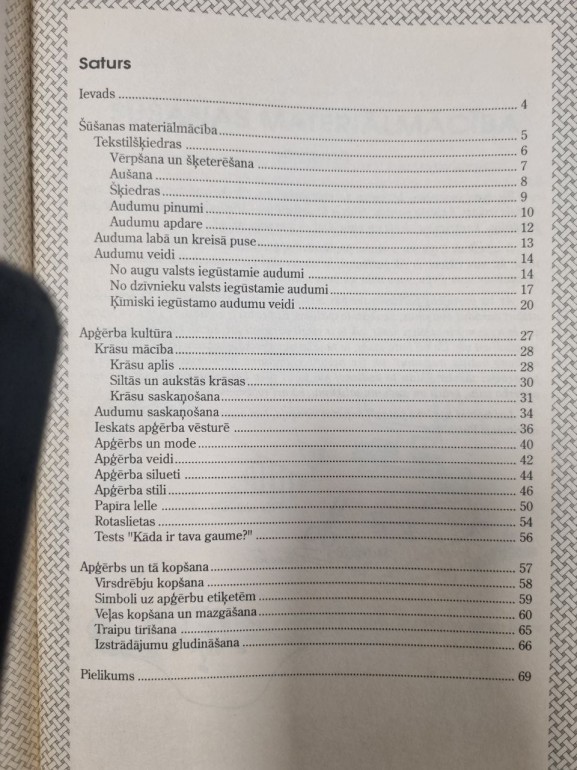 Saturs
Ievads ........ 4
Šūšanas materiālmācība ........ 5
Tekstilšķiedras ........ 6
Vērpšana un šķeterēšana ........ 7
Aušana ........ 8
Šķiedras ........ 9
Audumu pinumi ........ 10
Audumu apdare ........ 12
Auduma labā un kreisā puse ........ 13
Audumu veidi ........ 14
No augu valsts iegūstamie audumi ........ 14
No dzīvnieku valsts iegūstamie audumi ........ 17
Ķīmiski iegūstamo audumu veidi ........ 20
Apģērba kultūra ........ 27
Krāsu mācība ........ 28
Krāsu aplis ........ 28
Siltās un aukstās krāsas ........ 30
Krāsu saskaņošana ........ 31
Audumu saskaņošana ........ 34
Ieskats apģērba vēsturē ........ 36
Apģērbs un mode ........ 40
Apģērba veidi ........ 42
Apģērba silueti ........ 44
Apģērba stili ........ 46
Papīra lelle ........ 50
Rotaslietas ........ 54
Tests "Kāda ir tava gaume?" ........ 56
Apģērbs un tā kopšana ........ 57
Virsdrēbju kopšana ........ 58
Simboli uz apģērbu etiķetēm ........ 59
Veļas kopšana un mazgāšana ........ 60
Traipu tīrīšana ........ 65
Izstrādājumu gludināšana ........ 66
Pielikums ........ 69